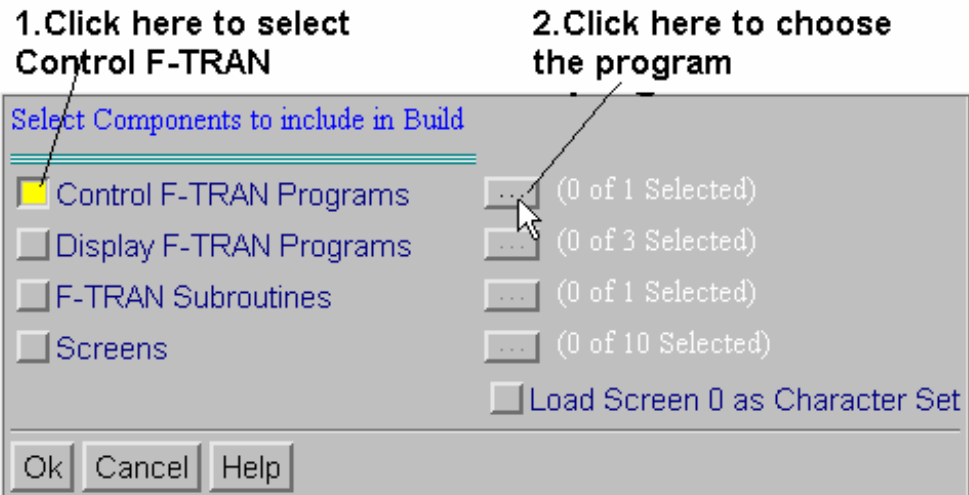 1.Click here to select
Control F-TRAN
2.Click here to choose
the program
Select Components to include in Build
Control F-TRAN Programs ... (0 of 1 Selected)
Display F-TRAN Programs ... (0 of 3 Selected)
F-TRAN Subroutines ... (0 of 1 Selected)
Screens ... (0 of 10 Selected)
Load Screen 0 as Character Set
Ok Cancel Help